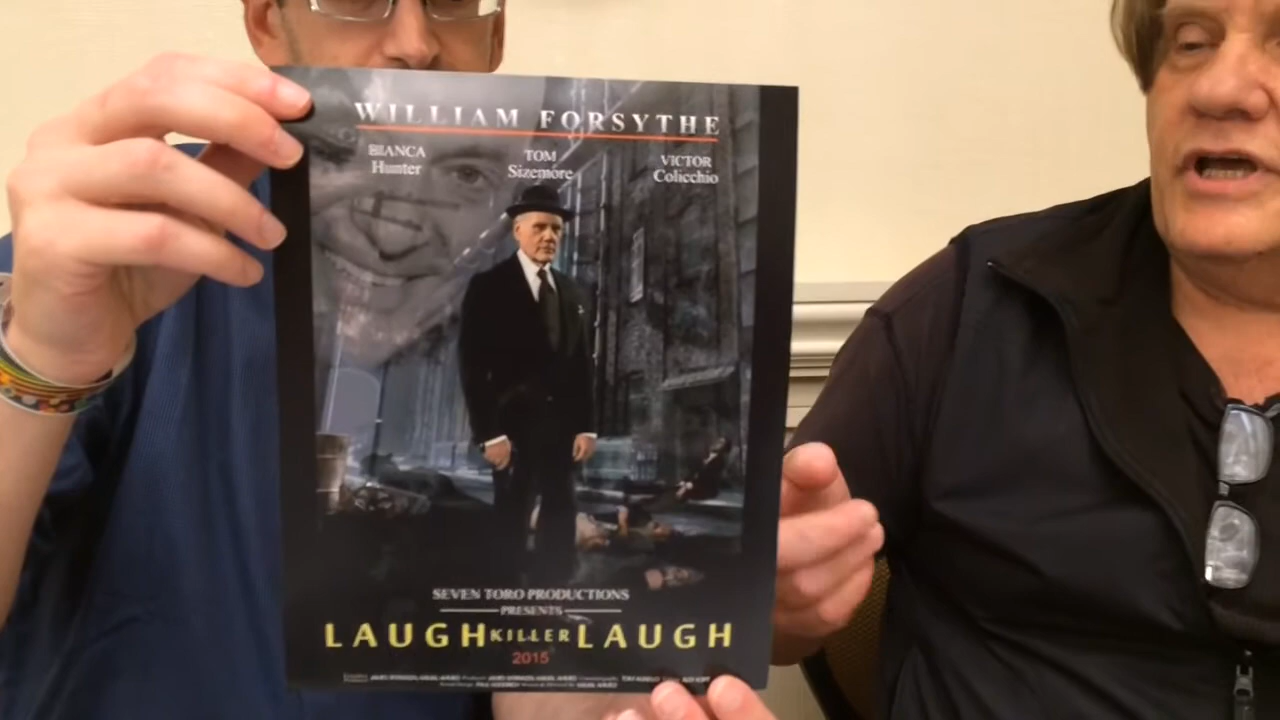 WILLIAM FORSYTHE
BIANCA TOM VICTOR
Hunter Sizemore Colicchio
SEVEN TORO PRODUCTIONS
PRESENTS
LAUGH KILLER LAUGH
2015